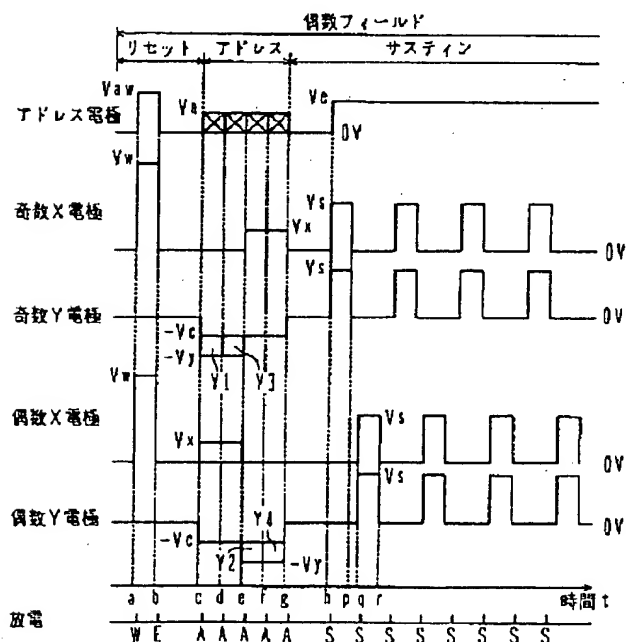 偶数フィールド
リセット アドレス サスティン
Vaw Va Ve
アドレス電極 0V
Vw
奇数X電極 Vx Vs 0V
Vs
奇数Y電極 -Vc 0V
-Vy Y1 Y3
Vw
偶数X電極 Vx Vs 0V
Vs
偶数Y電極 -Vc Y2 Y4 -Vy 0V
a b c d e f g h p q r 時間t
放電 W E A A A A A S S S S S S S S